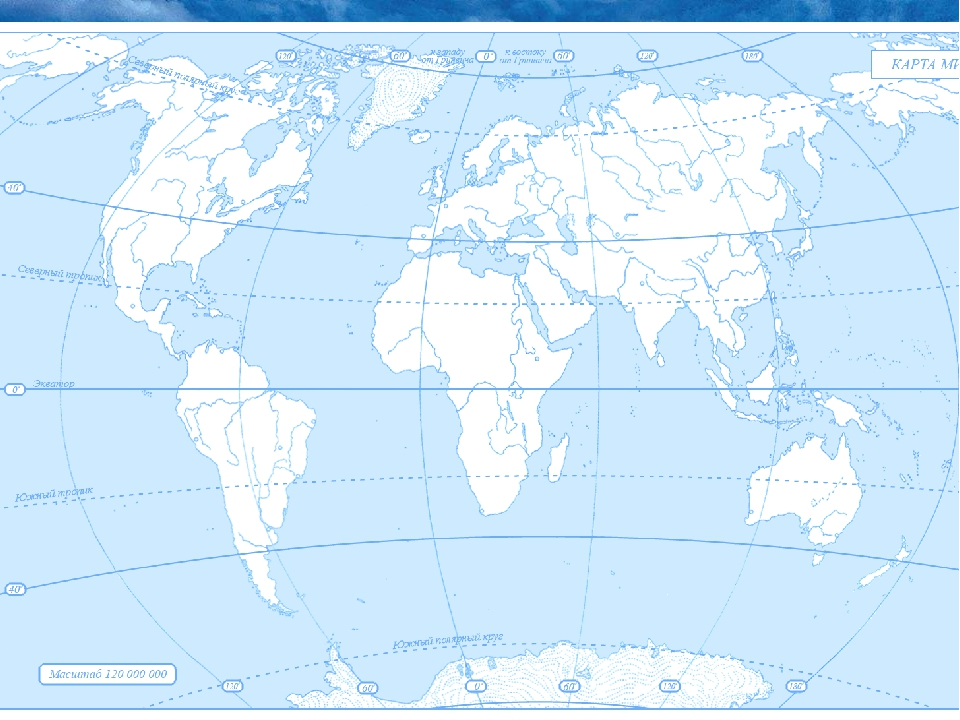 120° 60° к западу от Гринвича 0° к востоку от Гринвича 60° 120° 180°
КАРТА МИ
Северный полярный круг
40°
Северный тропик
0° Экватор
Южный тропик
40°
Южный полярный круг
Масштаб 120 000 000
120° 60° 0° 60° 120° 180°